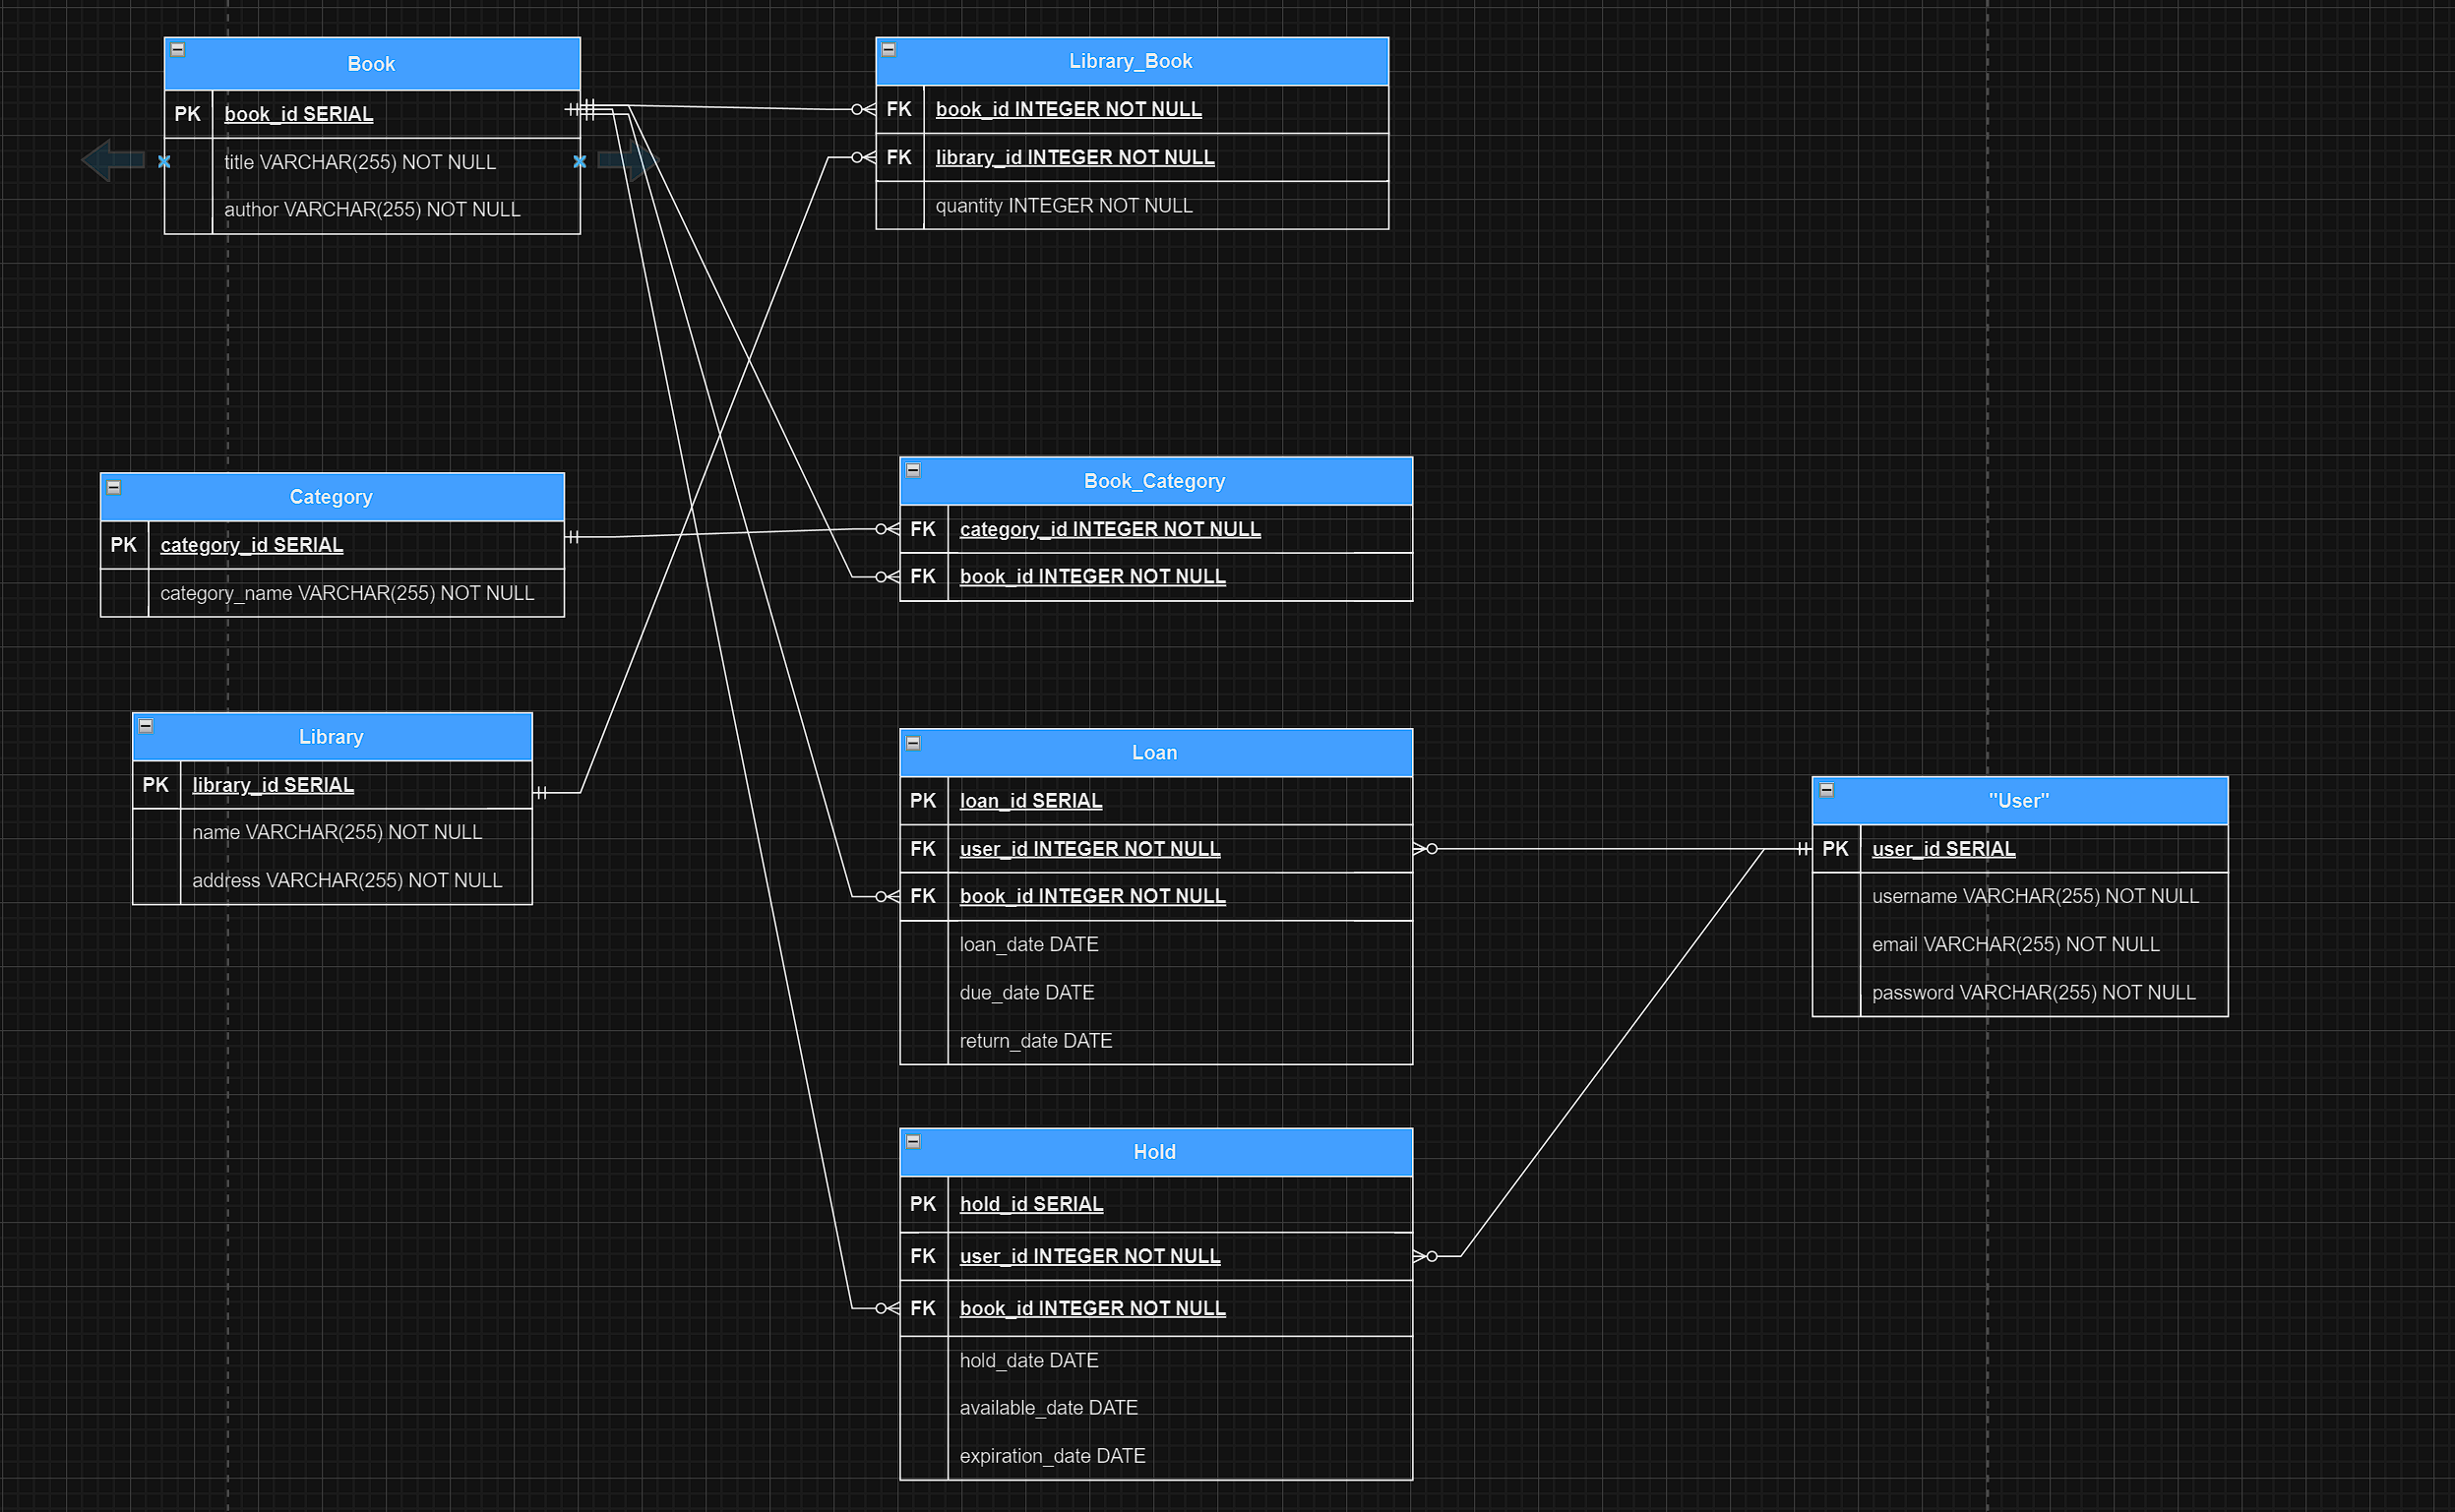 Book
PK book_id SERIAL
title VARCHAR(255) NOT NULL
author VARCHAR(255) NOT NULL
Library_Book
FK book_id INTEGER NOT NULL
FK library_id INTEGER NOT NULL
quantity INTEGER NOT NULL
Category
PK category_id SERIAL
category_name VARCHAR(255) NOT NULL
Book_Category
FK category_id INTEGER NOT NULL
FK book_id INTEGER NOT NULL
Library
PK library_id SERIAL
name VARCHAR(255) NOT NULL
address VARCHAR(255) NOT NULL
Loan
PK loan_id SERIAL
FK user_id INTEGER NOT NULL
FK book_id INTEGER NOT NULL
loan_date DATE
due_date DATE
return_date DATE
"User"
PK user_id SERIAL
username VARCHAR(255) NOT NULL
email VARCHAR(255) NOT NULL
password VARCHAR(255) NOT NULL
Hold
PK hold_id SERIAL
FK user_id INTEGER NOT NULL
FK book_id INTEGER NOT NULL
hold_date DATE
available_date DATE
expiration_date DATE